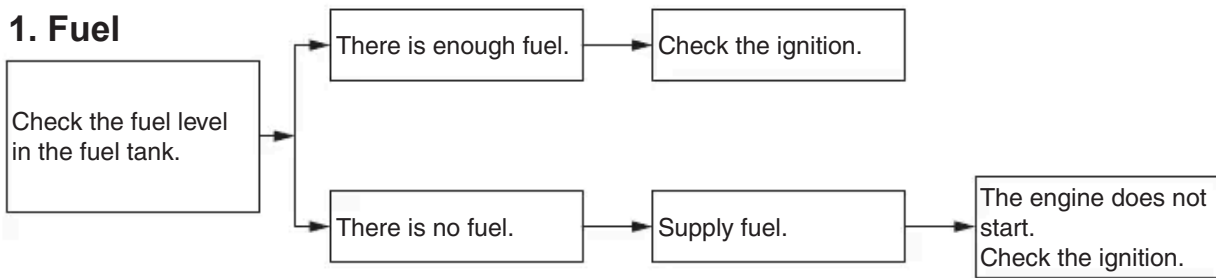 1. Fuel
Check the fuel level
in the fuel tank.
There is enough fuel.
Check the ignition.
There is no fuel.
Supply fuel.
The engine does not
start.
Check the ignition.